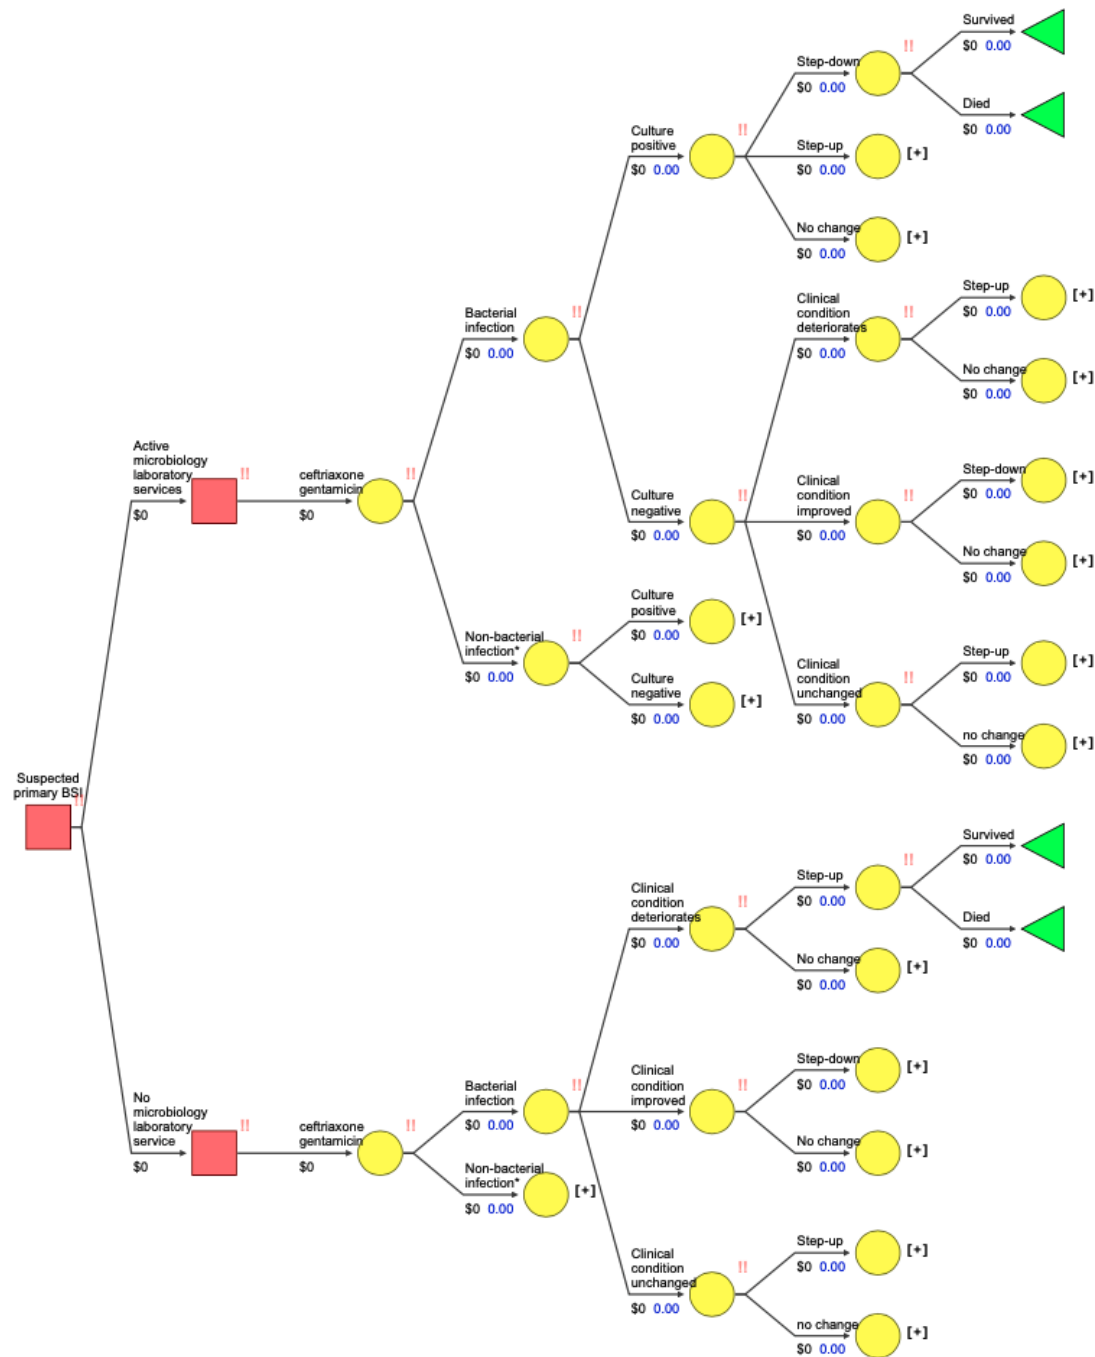 Survived
$0 0.00
Step-down
$0 0.00
!!
Died
$0 0.00
Culture
positive
$0 0.00
!!
Step-up
$0 0.00
[+]
No change
$0 0.00
[+]
Bacterial
infection
$0 0.00
!!
Clinical
condition
deteriorates
$0 0.00
!!
Step-up
$0 0.00
[+]
No change
$0 0.00
[+]
Active
microbiology
laboratory
services
$0
!!
ceftriaxone
gentamicin
$0
!!
Culture
negative
$0 0.00
!!
Clinical
condition
improved
$0 0.00
!!
Step-down
$0 0.00
[+]
No change
$0 0.00
[+]
Non-bacterial
infection*
$0 0.00
!!
Culture
positive
$0 0.00
[+]
Culture
negative
$0 0.00
[+]
Clinical
condition
unchanged
$0 0.00
!!
Step-up
$0 0.00
[+]
no change
$0 0.00
[+]
Suspected
primary BSI
!!
Survived
$0 0.00
Step-up
$0 0.00
!!
Died
$0 0.00
Clinical
condition
deteriorates
$0 0.00
!!
No change
$0 0.00
[+]
No
microbiology
laboratory
service
$0
!!
ceftriaxone
gentamicin
$0
!!
Bacterial
infection
$0 0.00
!!
Clinical
condition
improved
$0 0.00
!!
Step-down
$0 0.00
[+]
No change
$0 0.00
[+]
Non-bacterial
infection*
$0 0.00
[+]
Clinical
condition
unchanged
$0 0.00
!!
Step-up
$0 0.00
[+]
no change
$0 0.00
[+]